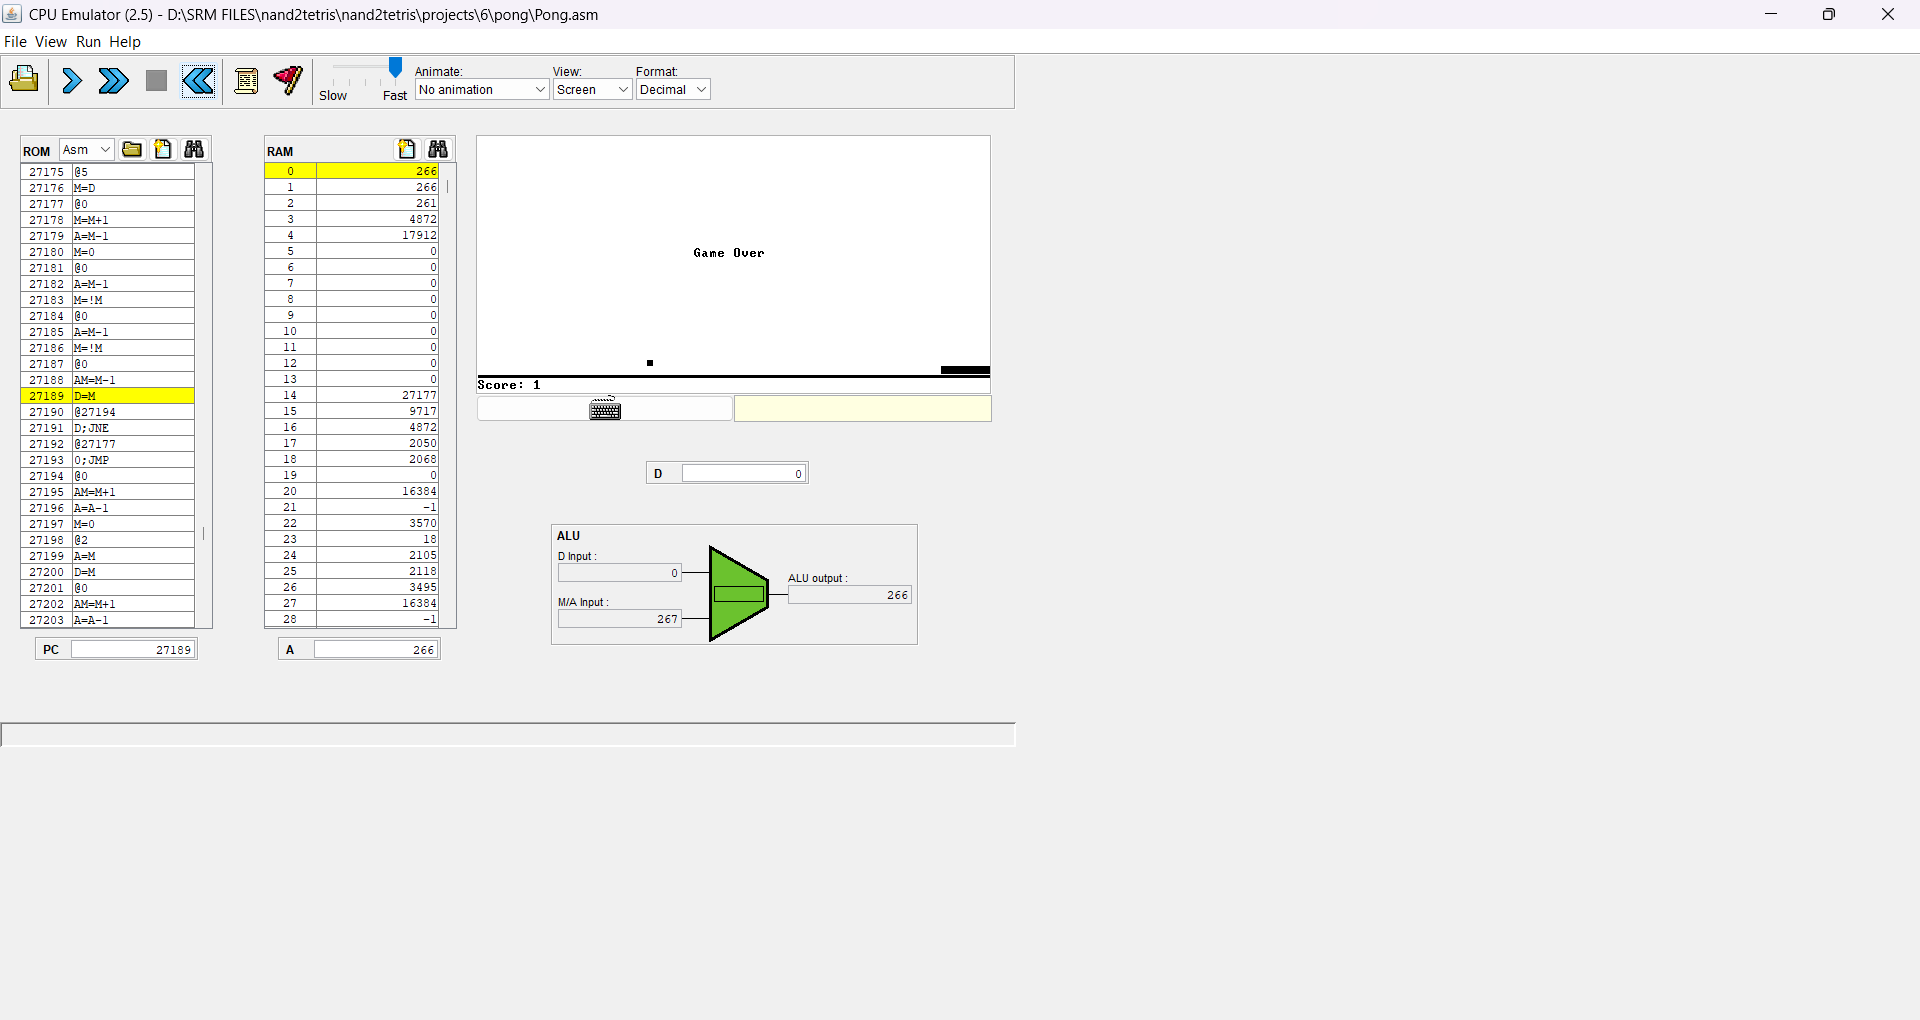 CPU Emulator (2.5) - D:\SRM FILES\nand2tetris\nand2tetris\projects\6\pong\Pong.asm
File View Run Help
Slow Fast
Animate: View: Format:
No animation Screen Decimal
ROM Asm
27175 @5
27176 M=D
27177 @0
27178 M=M+1
27179 A=M-1
27180 M=0
27181 @0
27182 A=M-1
27183 M=!M
27184 @0
27185 A=M-1
27186 M=!M
27187 @0
27188 AM=M-1
27189 D=M
27190 @27194
27191 D;JNE
27192 @27177
27193 0;JMP
27194 @0
27195 AM=M+1
27196 A=A-1
27197 M=0
27198 @2
27199 A=M
27200 D=M
27201 @0
27202 AM=M+1
27203 A=A-1
PC 27189
RAM
0 266
1 266
2 261
3 4872
4 17912
5 0
6 0
7 0
8 0
9 0
10 0
11 0
12 0
13 0
14 27177
15 9717
16 4872
17 2050
18 2068
19 0
20 16384
21 -1
22 3570
23 18
24 2105
25 2118
26 3495
27 16384
28 -1
A 266
Game Over
Score: 1
D 0
ALU
D Input :
0
M/A Input :
267
ALU output :
266